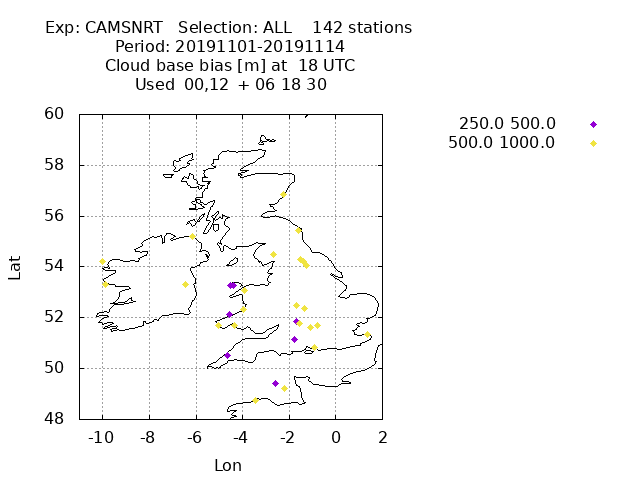 Exp: CAMSNRT   Selection: ALL    142 stations
Period: 20191101-20191114
Cloud base bias [m] at  18 UTC
Used  00,12  + 06 18 30
250.0 500.0
500.0 1000.0
60
58
56
54
52
50
48
Lat
-10 -8 -6 -4 -2 0 2
Lon